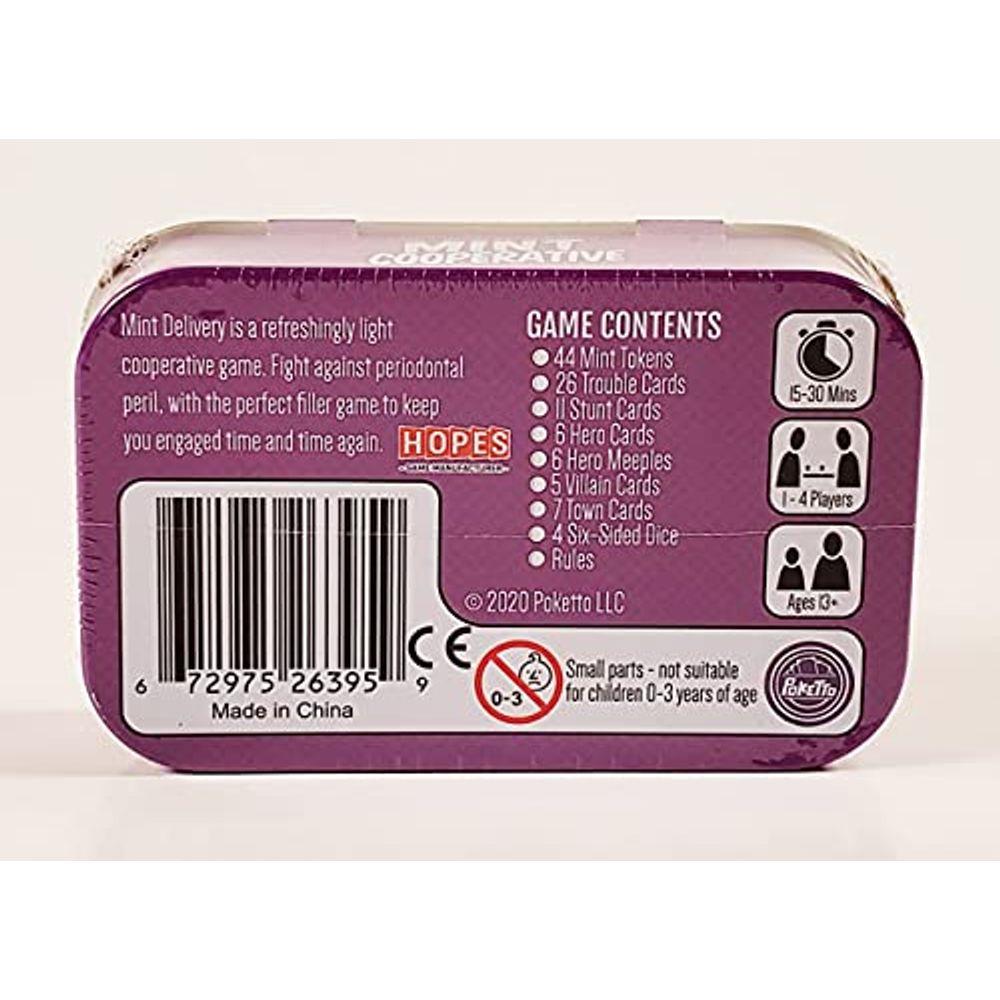 MINT
COOPERATIVE
Mint Delivery is a refreshingly light
cooperative game. Fight against periodontal
peril, with the perfect filler game to keep
you engaged time and time again.
HOPES
GAME MANUFACTURER
GAME CONTENTS
44 Mint Tokens
26 Trouble Cards
11 Stunt Cards
6 Hero Cards
6 Hero Meeples
5 Villain Cards
7 Town Cards
4 Six-Sided Dice
Rules
© 2020 Poketto LLC
15-30 Mins
1 - 4 Players
Ages 13+
6 72975 26395 9
Made in China
CE
0-3
Small parts - not suitable
for children 0-3 years of age
POKETTO